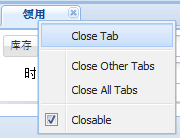 领用
库存
时
Close Tab
Close Other Tabs
Close All Tabs
Closable